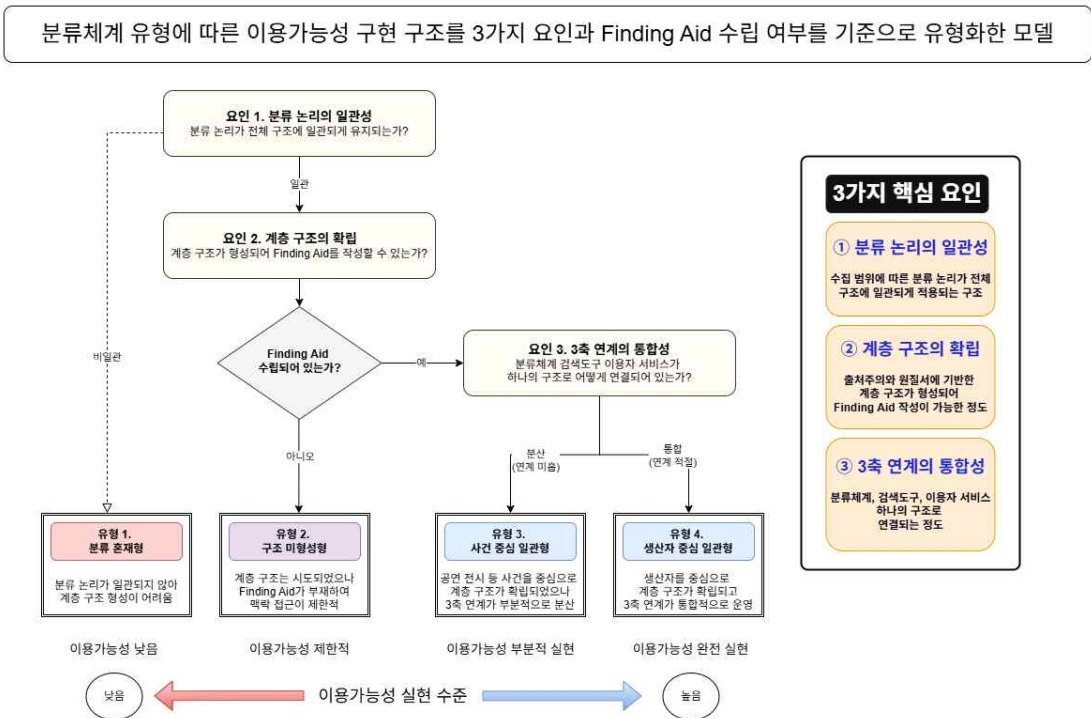 분류체계 유형에 따른 이용가능성 구현 구조를 3가지 요인과 Finding Aid 수립 여부를 기준으로 유형화한 모델
요인 1. 분류 논리의 일관성
분류 논리가 전체 구조에 일관되게 유지되는가?
일관
요인 2. 계층 구조의 확립
계층 구조가 형성되어 Finding Aid를 작성할 수 있는가?
비일관
Finding Aid
수립되어 있는가?
예
요인 3. 3축 연계의 통합성
분류체계 검색도구 이용자 서비스가
하나의 구조로 어떻게 연결되어 있는가?
아니오
분산
(연계 미흡)
통합
(연계 적절)
유형 1.
분류 혼재형
분류 논리가 일관되지 않아
계층 구조 형성이 어려움
유형 2.
구조 미형성형
계층 구조는 시도되었으나
Finding Aid가 부재하여
맥락 접근이 제한적
유형 3.
사건 중심 일관형
공연 전시 등 사건을 중심으로
계층 구조가 확립되었으나
3축 연계가 부분적으로 분산
유형 4.
생산자 중심 일관형
생산자를 중심으로
계층 구조가 확립되고
3축 연계가 통합적으로 운영
이용가능성 낮음
이용가능성 제한적
이용가능성 부분적 실현
이용가능성 완전 실현
낮음
이용가능성 실현 수준
높음
3가지 핵심 요인
① 분류 논리의 일관성
수집 범위에 따른 분류 논리가 전체
구조에 일관되게 적용되는 구조
② 계층 구조의 확립
출처주의와 원질서에 기반한
계층 구조가 형성되어
Finding Aid 작성이 가능한 정도
③ 3축 연계의 통합성
분류체계, 검색도구, 이용자 서비스
하나의 구조로
연결되는 정도